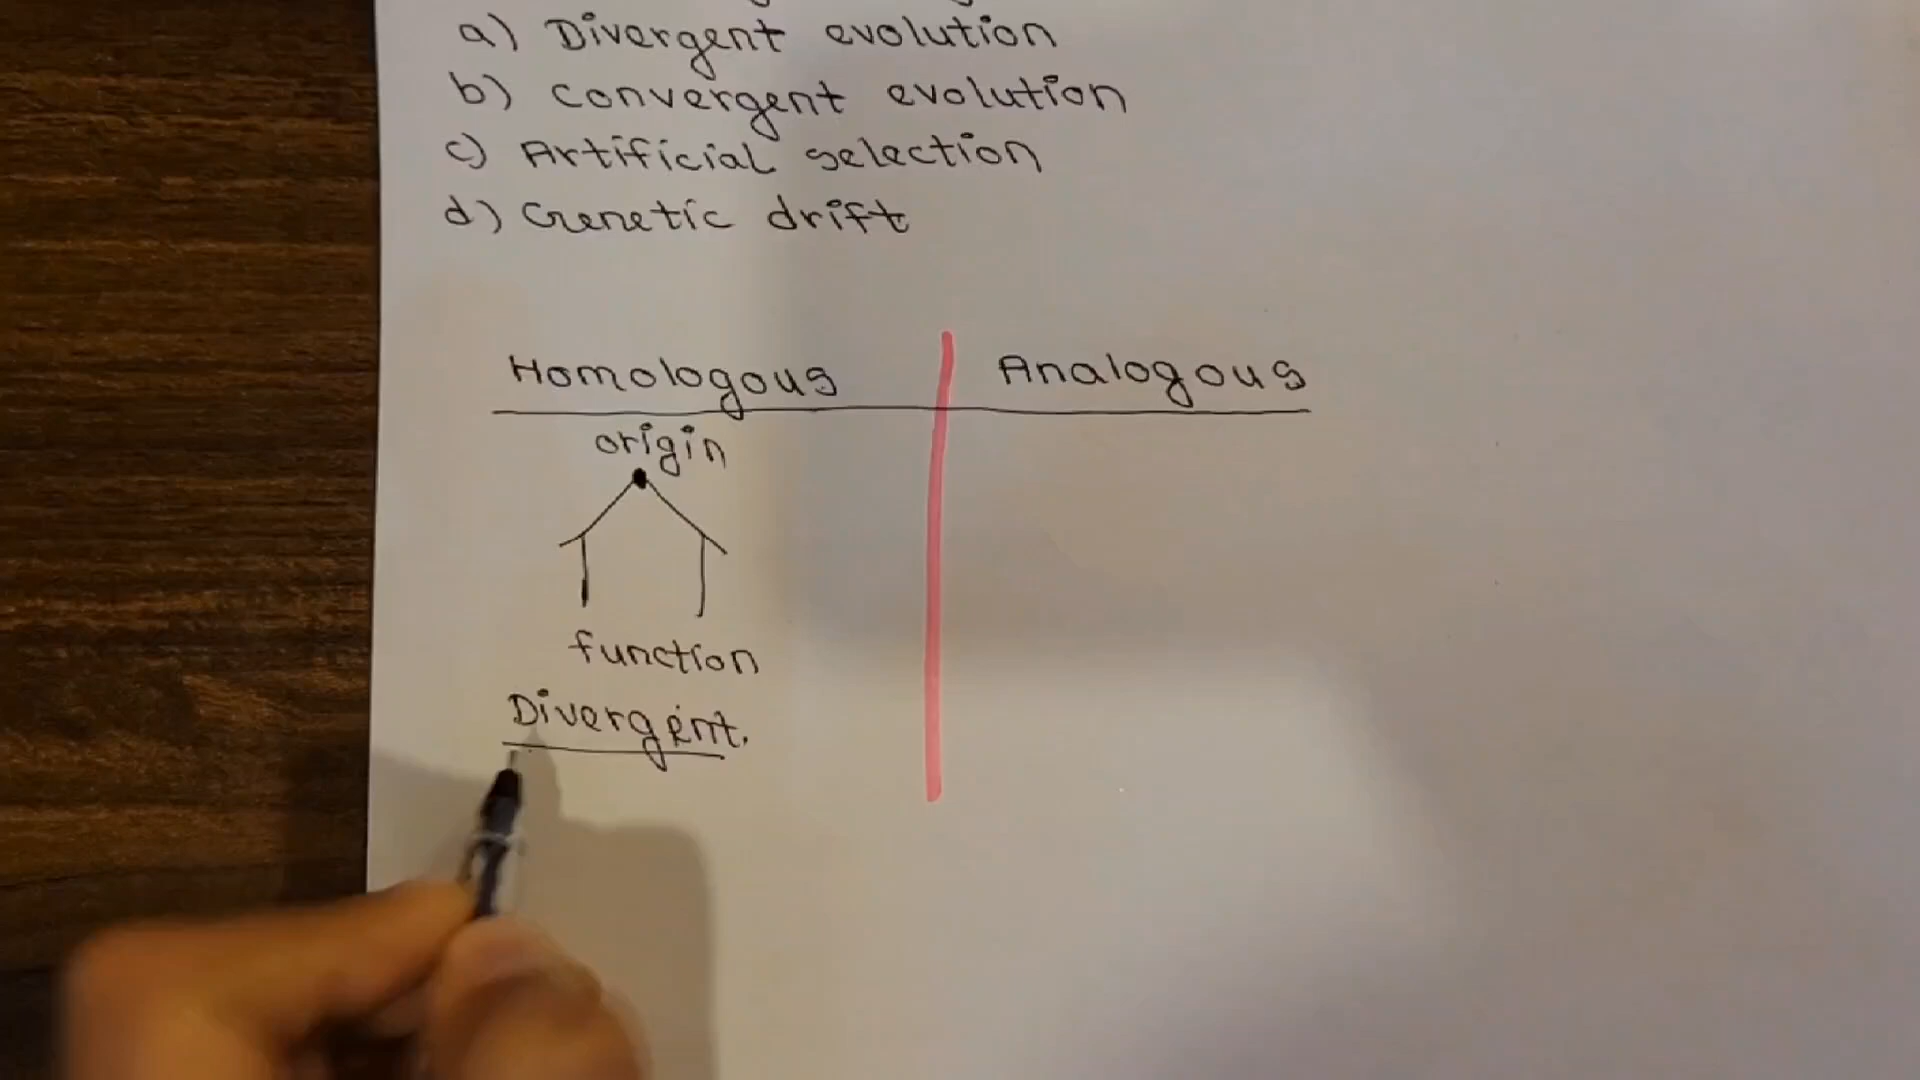 a) Divergent evolution
b) Convergent evolution
c) Artificial selection
d) Genetic drift
Homologous Analogous
origin
function
Divergent.